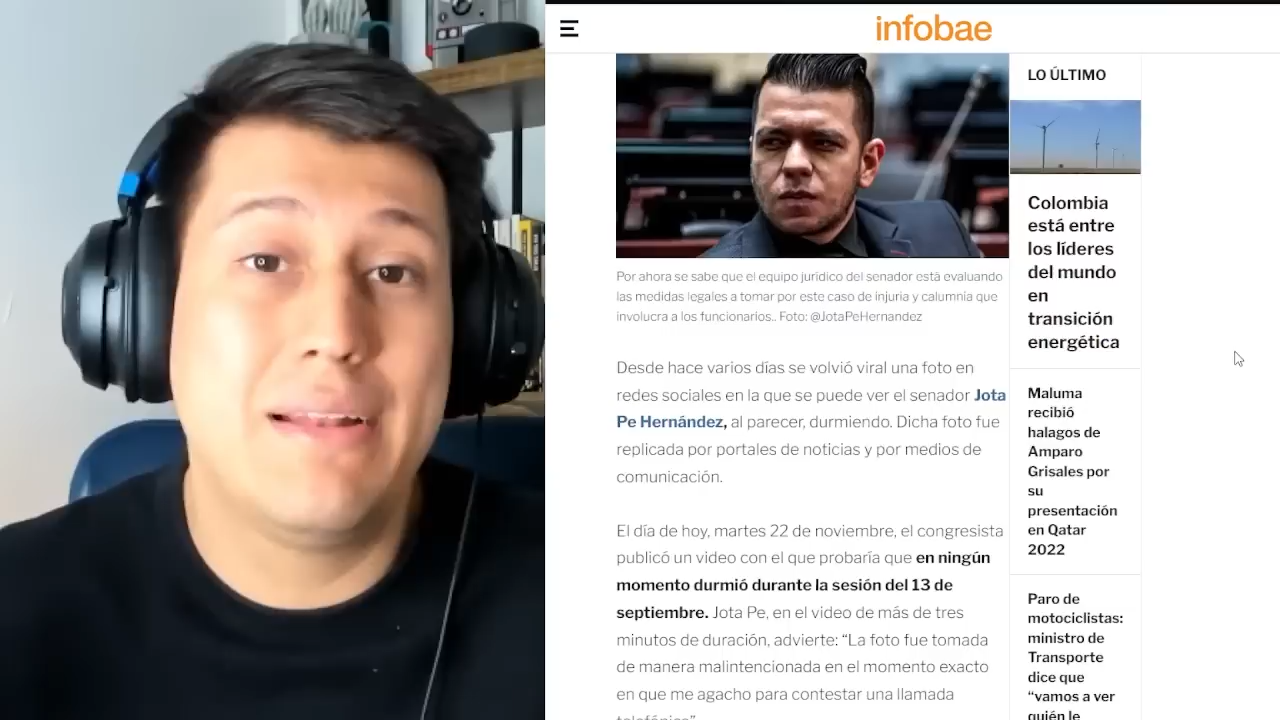 infobae
Por ahora se sabe que el equipo jurídico del senador está evaluando
las medidas legales a tomar por este caso de injuria y calumnia que
involucra a los funcionarios.. Foto: @JotaPeHernandez
Desde hace varios días se volvió viral una foto en
redes sociales en la que se puede ver el senador Jota
Pe Hernández, al parecer, durmiendo. Dicha foto fue
replicada por portales de noticias y por medios de
comunicación.
El día de hoy, martes 22 de noviembre, el congresista
publicó un video con el que probaría que en ningún
momento durmió durante la sesión del 13 de
septiembre. Jota Pe, en el video de más de tres
minutos de duración, advierte: “La foto fue tomada
de manera malintencionada en el momento exacto
en que me agacho para contestar una llamada
telefónica”
LO ÚLTIMO
Colombia
está entre
los líderes
del mundo
en
transición
energética
Maluma
recibió
halagos de
Amparo
Grisales por
su
presentación
en Qatar
2022
Paro de
motociclistas:
ministro de
Transporte
dice que
“vamos a ver
quién le